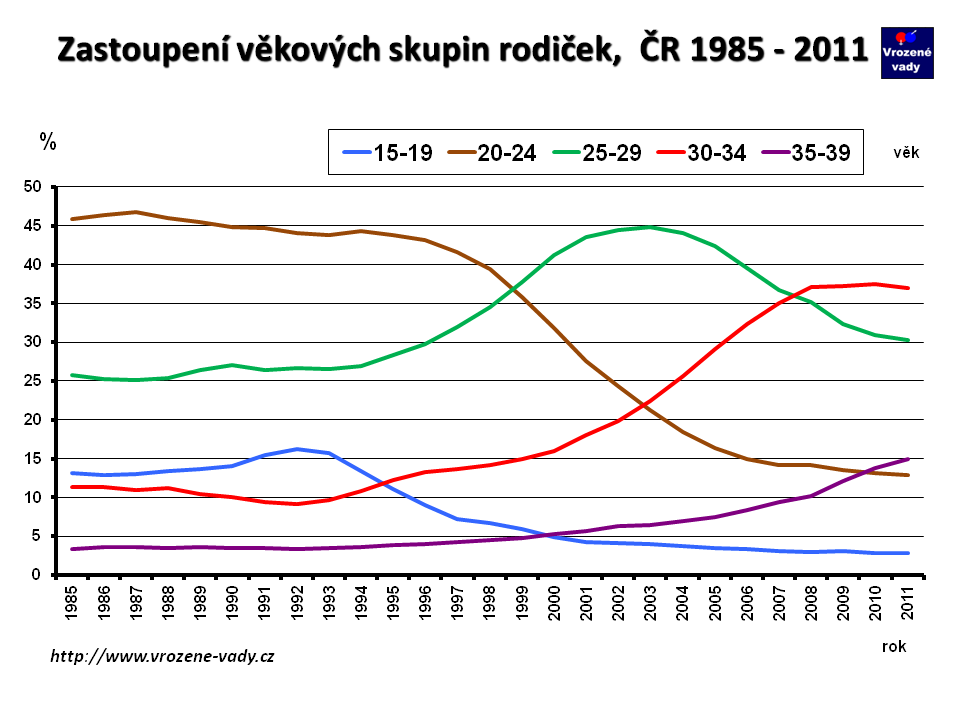 Zastoupení věkových skupin rodiček, ČR 1985 - 2011
Vrozené
vady
%
15-19 20-24 25-29 30-34 35-39
věk
50
45
40
35
30
25
20
15
10
5
0
1985 1986 1987 1988 1989 1990 1991 1992 1993 1994 1995 1996 1997 1998 1999 2000 2001 2002 2003 2004 2005 2006 2007 2008 2009 2010 2011
rok
http://www.vrozene-vady.cz